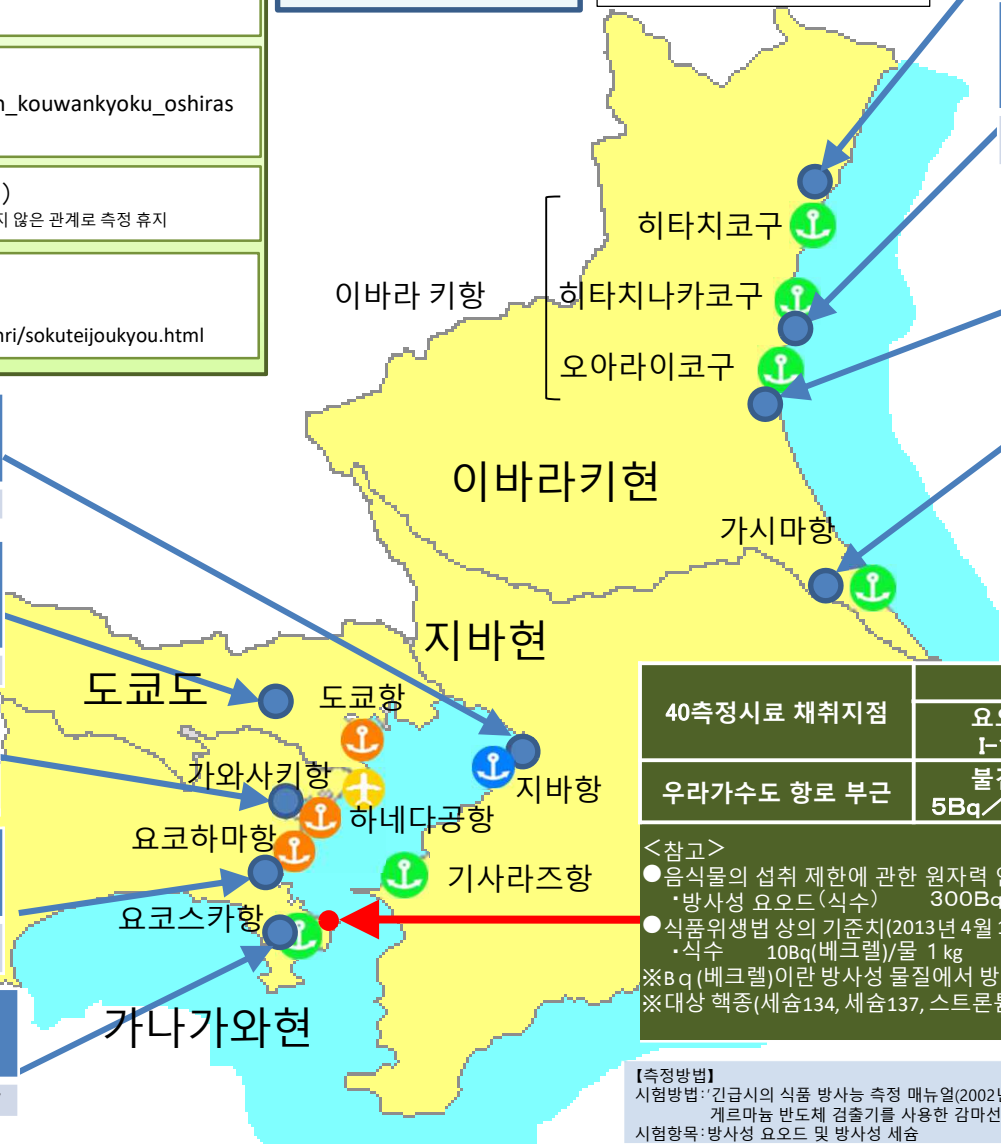 n_kouwankyoku_oshiras
)
지 않은 관계로 측정 휴지
nri/sokuteijoukyou.html
히타치코구
이바라 키항
히타치나카코구
오아라이코구
이바라키현
가시마항
지바현
도쿄도
도쿄항
가와사키항
지바항
하네다공항
요코하마항
기사라즈항
요코스카항
가나가와현
40측정시료 채취지점
I-
우라가수도 항로 부근
5Bq/
<참고>
●음식물의 섭취 제한에 관한 원자력
・방사성 요오드(식수) 300Bq
●식품위생법 상의 기준치(2013년 4월
・식수 10Bq(베크렐)/물 1㎏
※Bq(베크렐)이란 방사성 물질에서 방
※대상 핵종(세슘134, 세슘137, 스트론튬
【측정방법】
시험방법:'긴급시의 식품 방사능 측정 매뉴얼(2002년
게르마늄 반도체 검출기를 사용한 감마선
시험항목:방사성 요오드 및 방사성 세슘